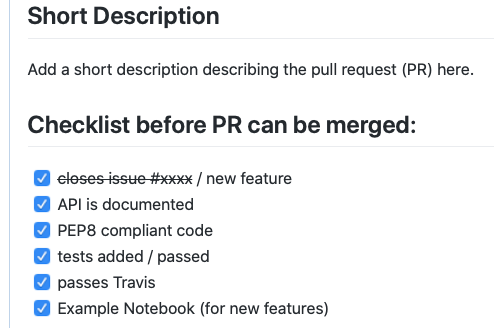 Short Description
Add a short description describing the pull request (PR) here.
Checklist before PR can be merged:
closes issue #xxxx / new feature
API is documented
PEP8 compliant code
tests added / passed
passes Travis
Example Notebook (for new features)